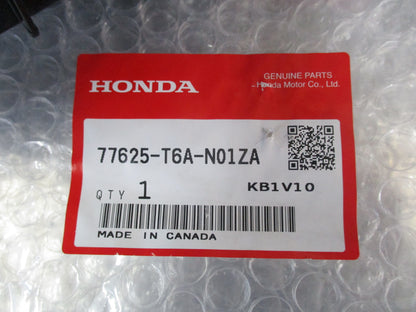 HONDA
GENUINE PARTS
Honda Motor Co., Ltd.
77625-T6A-N01ZA
QTY 1
KB1V10
MADE IN CANADA